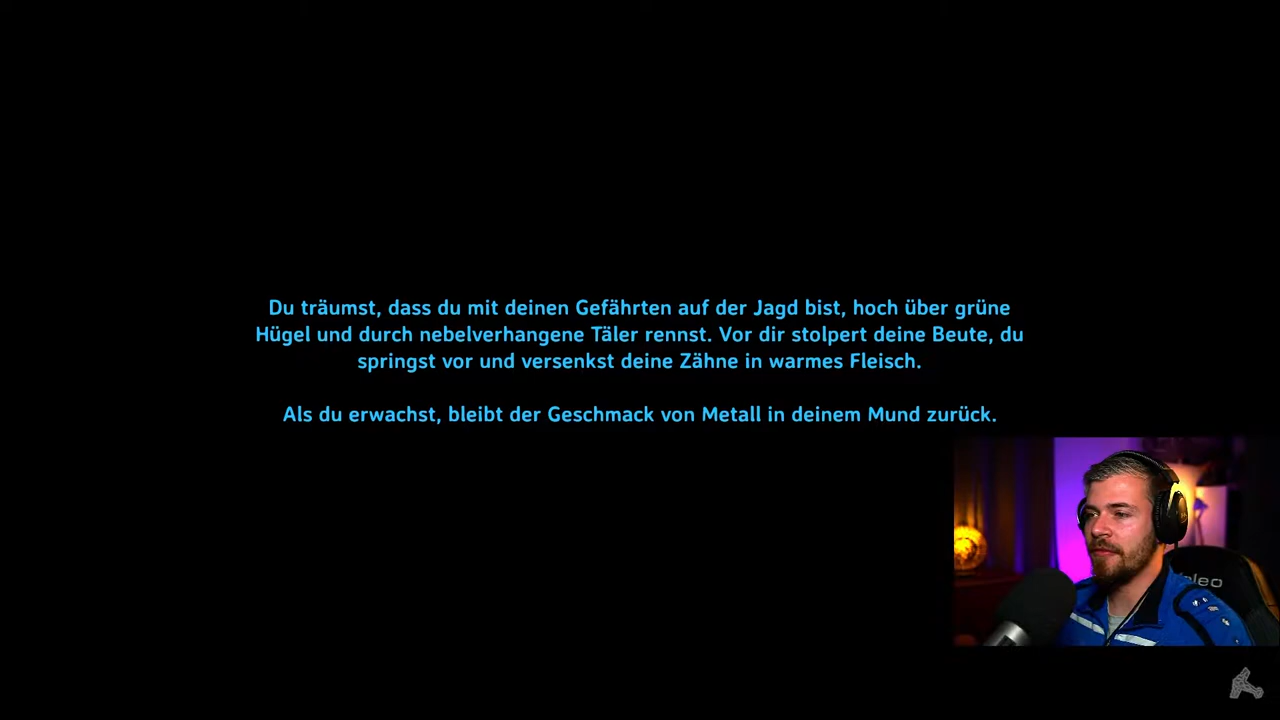 Du träumst, dass du mit deinen Gefährten auf der Jagd bist, hoch über grüne
Hügel und durch nebelverhangene Täler rennst. Vor dir stolpert deine Beute, du
springst vor und versenkst deine Zähne in warmes Fleisch.
Als du erwachst, bleibt der Geschmack von Metall in deinem Mund zurück.